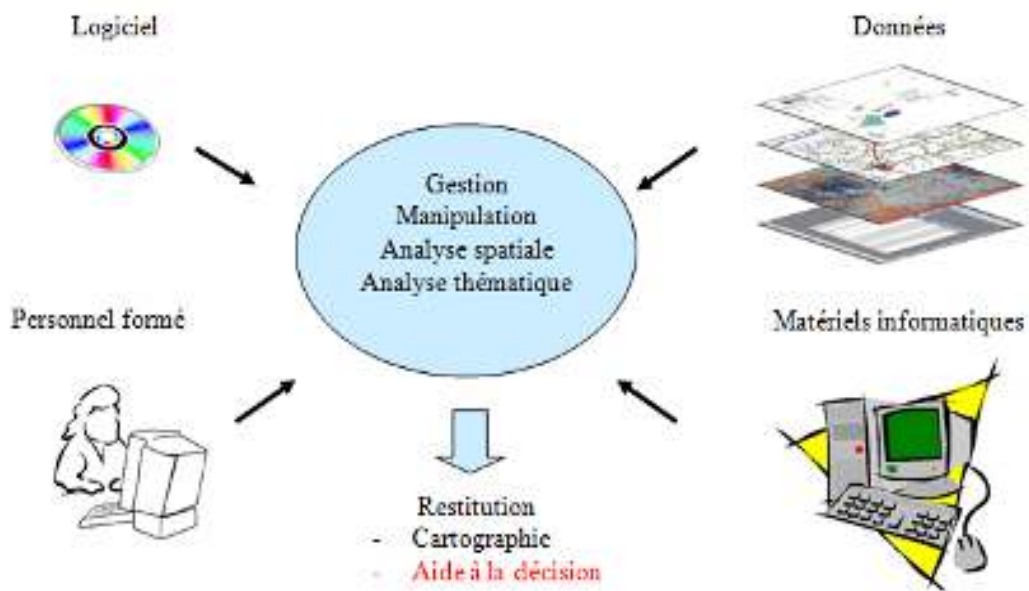 Logiciel
Données
Gestion
Manipulation
Analyse spatiale
Analyse thématique
Personnel formé
Matériels informatiques
Restitution
- Cartographie
- Aide à la décision